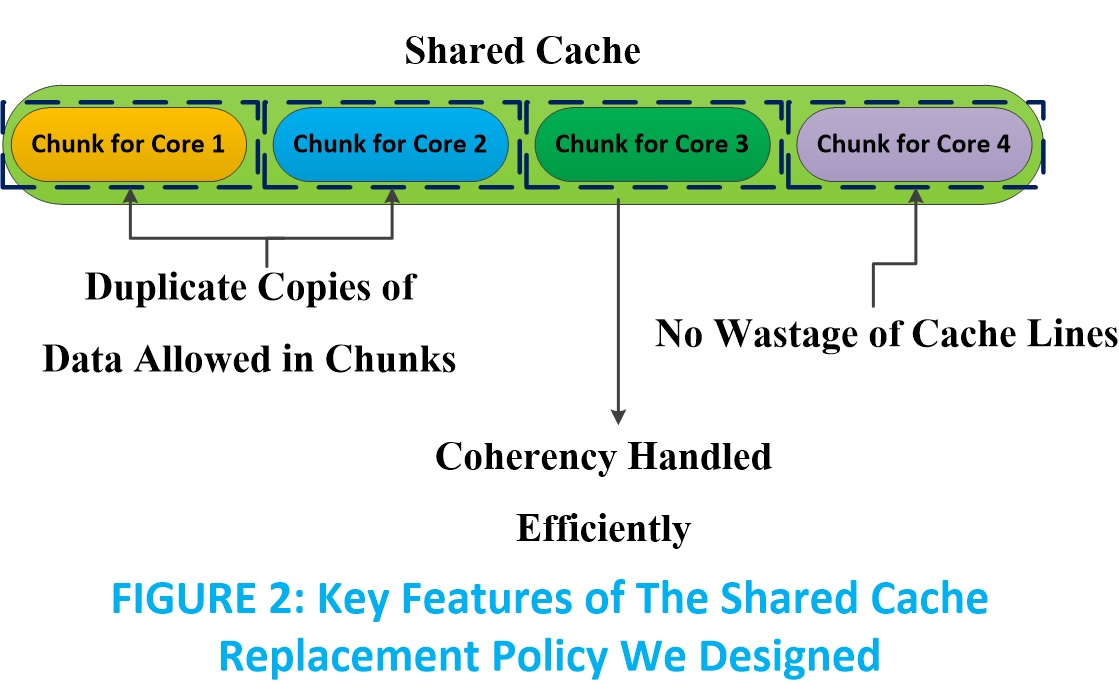 Shared Cache
Chunk for Core 1
Chunk for Core 2
Chunk for Core 3
Chunk for Core 4
Duplicate Copies of
Data Allowed in Chunks
No Wastage of Cache Lines
Coherency Handled
Efficiently
FIGURE 2: Key Features of The Shared Cache
Replacement Policy We Designed